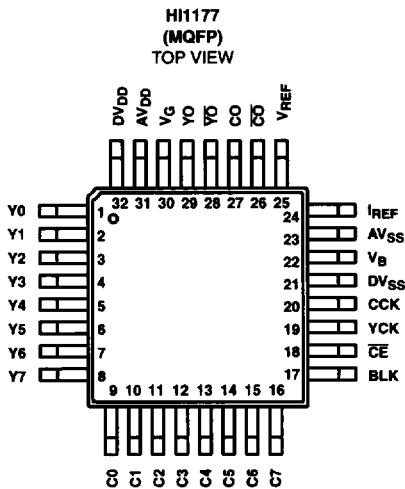 HI1177
(MQFP)
TOP VIEW
DVDD AVDD VG YO Y̅O̅ CO C̅O̅ VREF
32 31 30 29 28 27 26 25
Y0 1
Y1 2
Y2 3
Y3 4
Y4 5
Y5 6
Y6 7
Y7 8
24 IREF
23 AVSS
22 VB
21 DVSS
20 CCK
19 YCK
18 C̅E̅
17 BLK
9 10 11 12 13 14 15 16
C0 C1 C2 C3 C4 C5 C6 C7